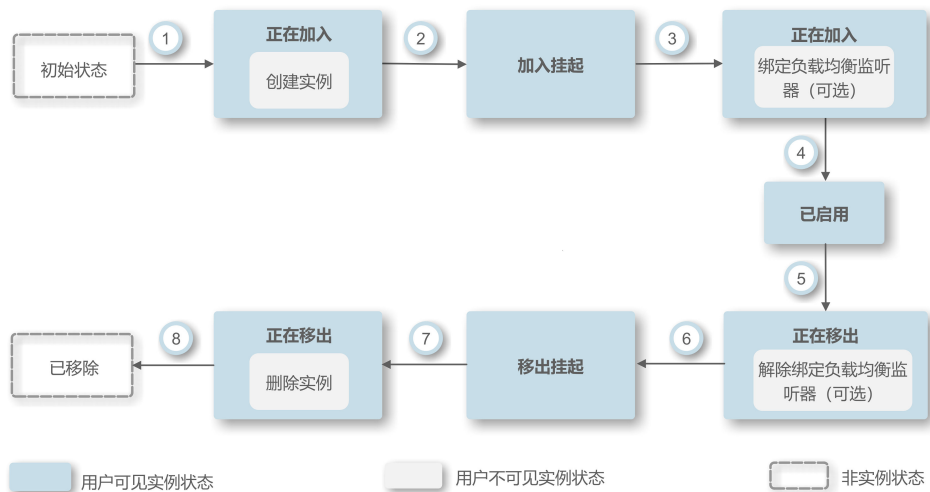 初始状态
1
正在加入
创建实例
2
加入挂起
3
正在加入
绑定负载均衡监听
器（可选）
4
已启用
5
正在移出
解除绑定负载均衡监
听器（可选）
6
移出挂起
7
正在移出
删除实例
8
已移除
用户可见实例状态
用户不可见实例状态
非实例状态